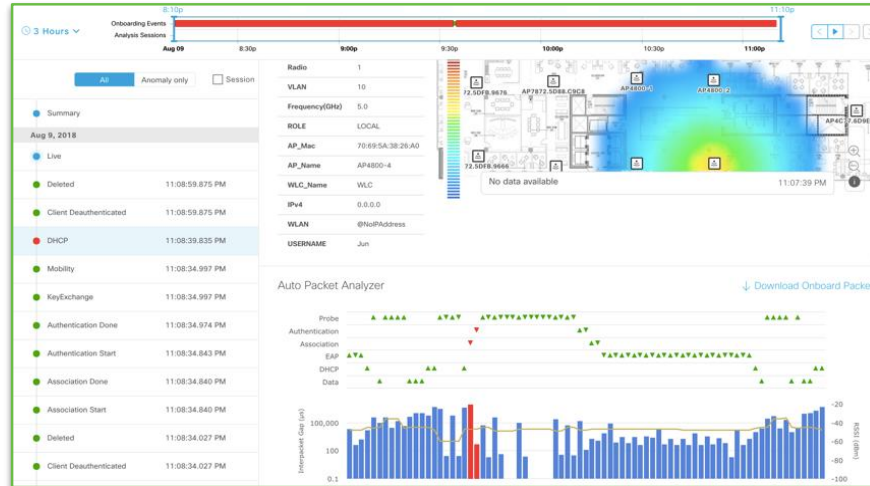 8:10p 11:10p
3 Hours
Onboarding Events
Analysis Sessions
Aug 09 8:30p 9:00p 9:30p 10:00p 10:30p 11:00p
All Anomaly only Session
Summary
Aug 9, 2018
Live
Deleted 11:08:59.875 PM
Client Deauthenticated 11:08:59.875 PM
DHCP 11:08:39.835 PM
Mobility 11:08:34.997 PM
KeyExchange 11:08:34.997 PM
Authentication Done 11:08:34.974 PM
Authentication Start 11:08:34.843 PM
Association Done 11:08:34.840 PM
Association Start 11:08:34.840 PM
Deleted 11:08:34.027 PM
Client Deauthenticated 11:08:34.027 PM
Radio 1
VLAN 10
Frequency(GHz) 5.0
ROLE LOCAL
AP_Mac 70:69:5A:38:26:A0
AP_Name AP4800-4
WLC_Name WLC
IPv4 0.0.0.0
WLAN @NoIPAddress
USERNAME Jun
72.5DFB.9676 AP7872.5D88.C9C8 AP4800-1 AP4800-2
72.5DFB.9666
No data available 11:07:39 PM
Auto Packet Analyzer
Download Onboard Packe
Probe
Authentication
Association
EAP
DHCP
Data
Interpacket Gap (µs)
100,000
100
0.1
-20
-40
-60
-80
-100
RSSI (dBm)